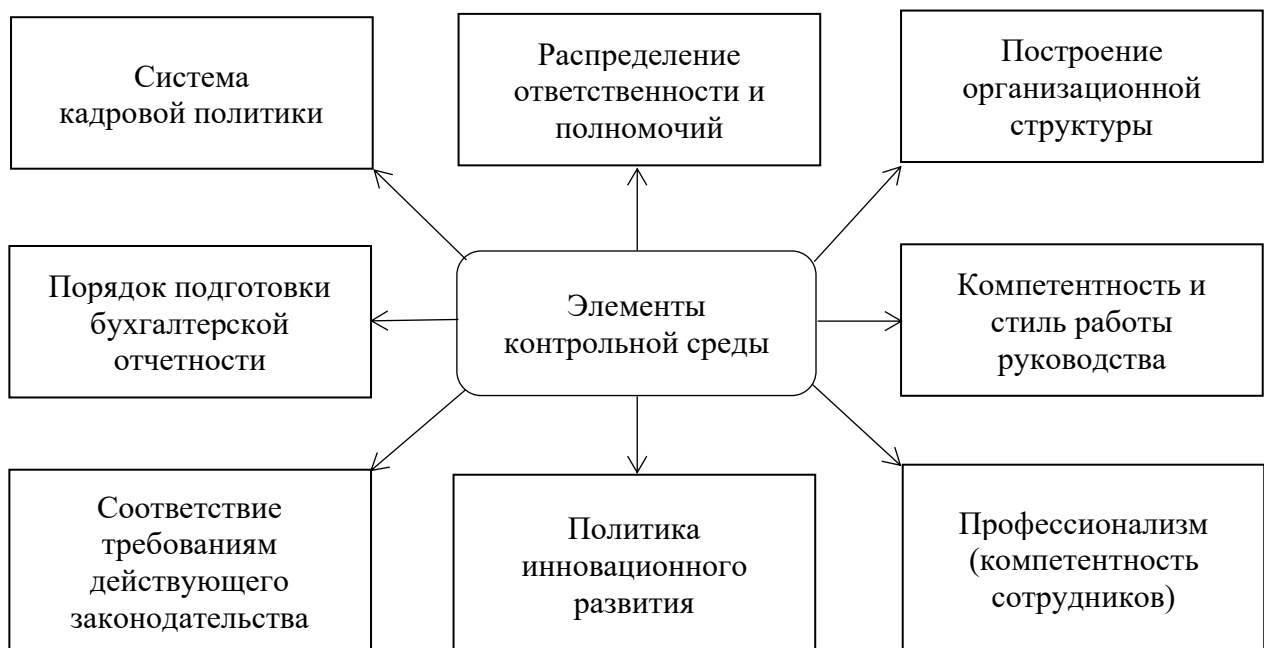 Система
кадровой политики
Распределение
ответственности и
полномочий
Построение
организационной
структуры
Порядок подготовки
бухгалтерской
отчетности
Элементы
контрольной среды
Компетентность и
стиль работы
руководства
Соответствие
требованиям
действующего
законодательства
Политика
инновационного
развития
Профессионализм
(компетентность
сотрудников)